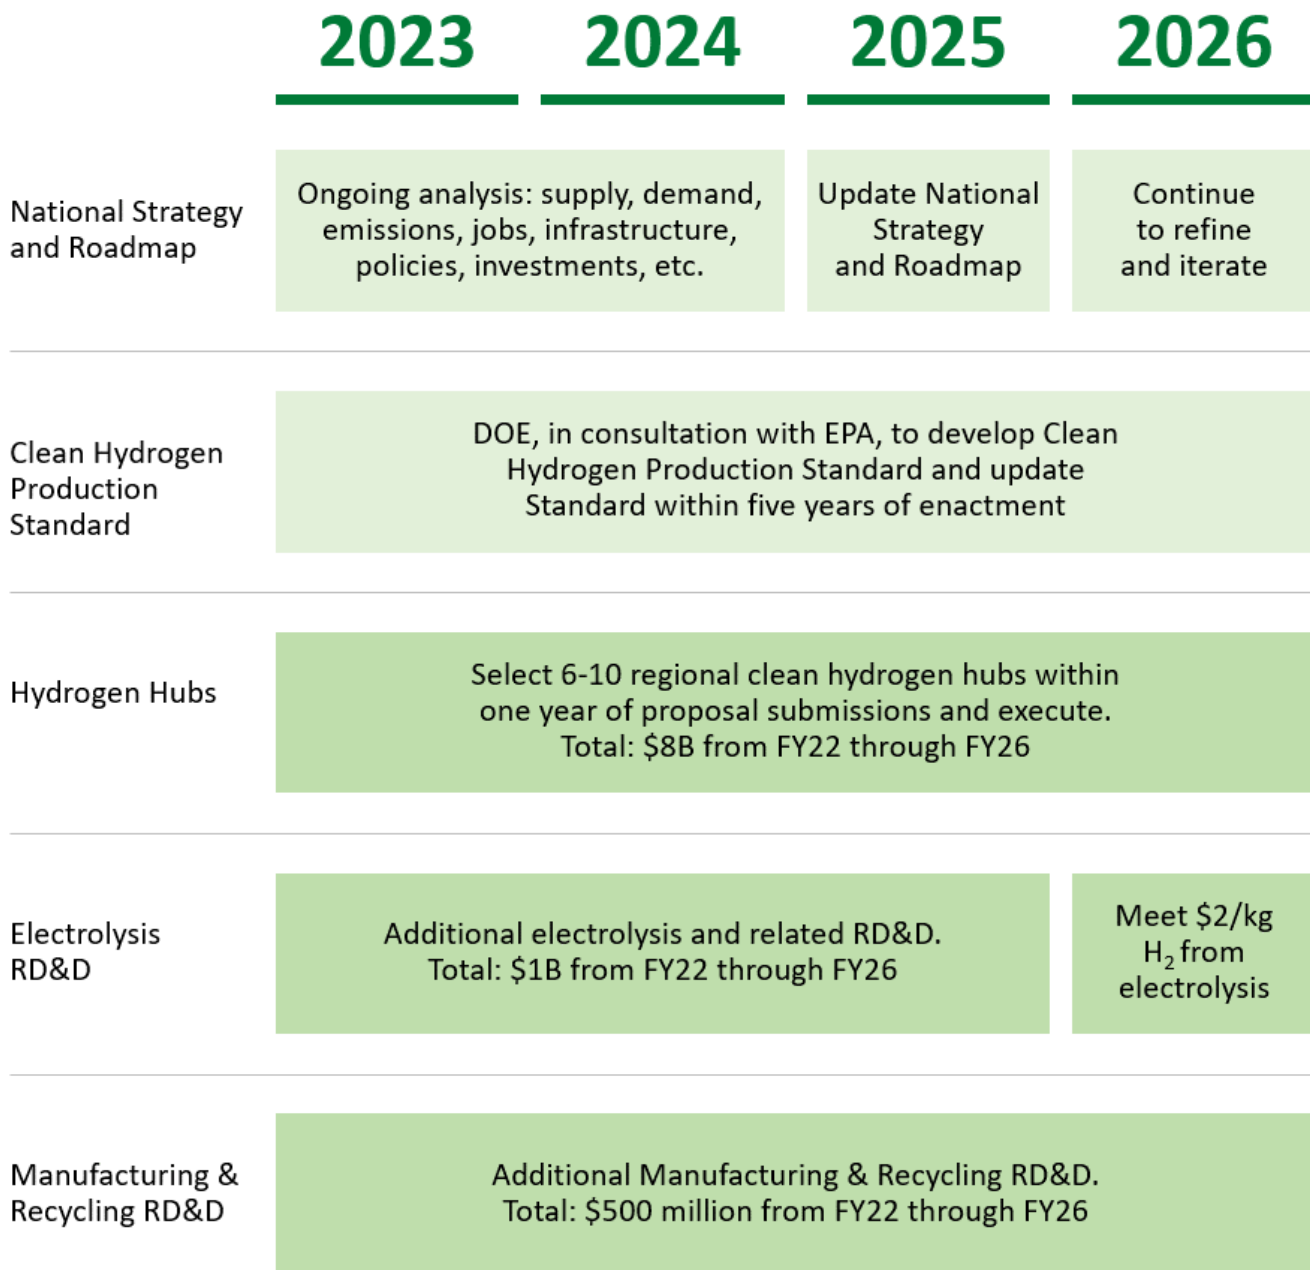 2023 2024 2025 2026
National Strategy
and Roadmap
Ongoing analysis: supply, demand,
emissions, jobs, infrastructure,
policies, investments, etc.
Update National
Strategy
and Roadmap
Continue
to refine
and iterate
Clean Hydrogen
Production
Standard
DOE, in consultation with EPA, to develop Clean
Hydrogen Production Standard and update
Standard within five years of enactment
Hydrogen Hubs
Select 6-10 regional clean hydrogen hubs within
one year of proposal submissions and execute.
Total: $8B from FY22 through FY26
Electrolysis
RD&D
Additional electrolysis and related RD&D.
Total: $1B from FY22 through FY26
Meet $2/kg
H₂ from
electrolysis
Manufacturing &
Recycling RD&D
Additional Manufacturing & Recycling RD&D.
Total: $500 million from FY22 through FY26